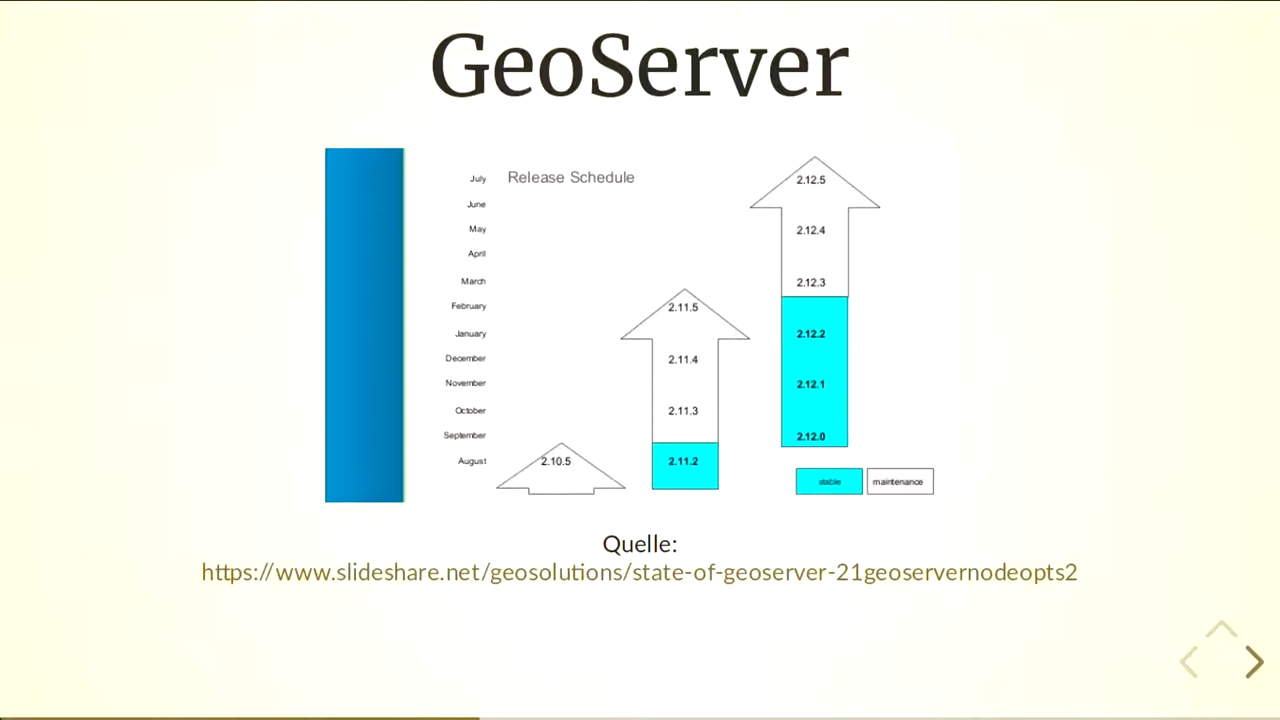 GeoServer
Release Schedule
July
2.12.5
June
May
2.12.4
April
March
2.12.3
February
2.11.5
January
2.12.2
December
2.11.4
November
2.12.1
October
2.11.3
September
2.12.0
August
2.10.5
2.11.2
stable
maintenance
Quelle:
https://www.slideshare.net/geosolutions/state-of-geoserver-21geoservernodeopts2